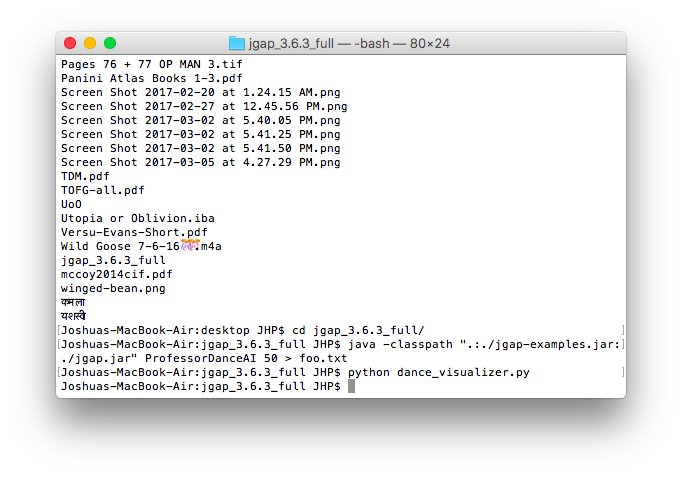 jgap_3.6.3_full — -bash — 80×24
Pages 76 + 77 OP MAN 3.tif
Panini Atlas Books 1-3.pdf
Screen Shot 2017-02-20 at 1.24.15 AM.png
Screen Shot 2017-02-27 at 12.45.56 PM.png
Screen Shot 2017-03-02 at 5.40.05 PM.png
Screen Shot 2017-03-02 at 5.41.25 PM.png
Screen Shot 2017-03-02 at 5.41.50 PM.png
Screen Shot 2017-03-05 at 4.27.29 PM.png
TDM.pdf
TOFG-all.pdf
UoO
Utopia or Oblivion.iba
Versu-Evans-Short.pdf
Wild Goose 7-6-16👯.m4a
jgap_3.6.3_full
mccoy2014cif.pdf
winged-bean.png
कमला
यशस्वी
[Joshuas-MacBook-Air:desktop JHP$ cd jgap_3.6.3_full/ ]
[Joshuas-MacBook-Air:jgap_3.6.3_full JHP$ java -classpath ".:./jgap-examples.jar:]
./jgap.jar" ProfessorDanceAI 50 > foo.txt
[Joshuas-MacBook-Air:jgap_3.6.3_full JHP$ python dance_visualizer.py ]
Joshuas-MacBook-Air:jgap_3.6.3_full JHP$